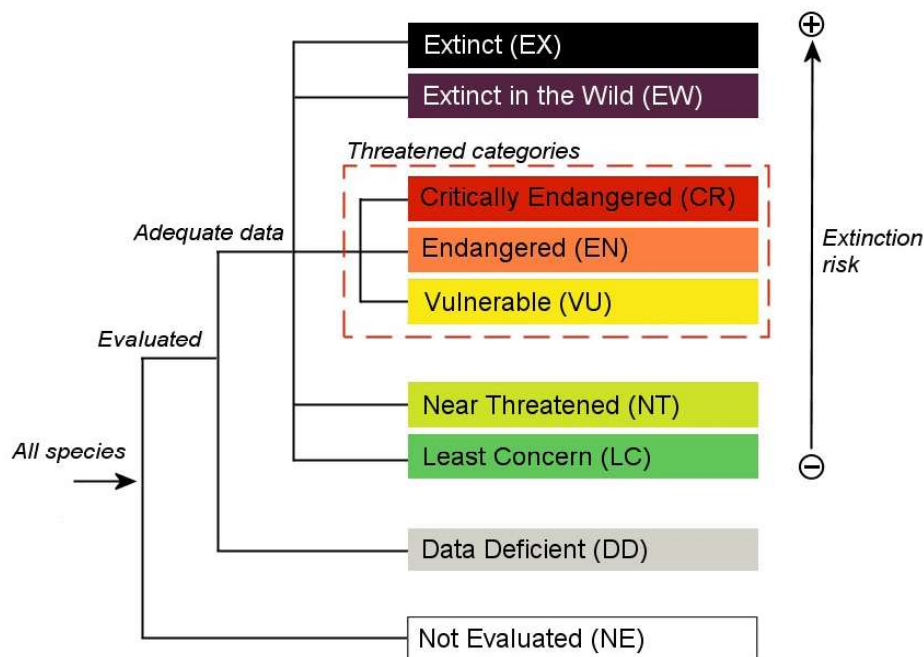 Extinct (EX)
Extinct in the Wild (EW)
Threatened categories
Critically Endangered (CR)
Adequate data
Endangered (EN)
Extinction
risk
Vulnerable (VU)
Evaluated
Near Threatened (NT)
All species
Least Concern (LC)
Data Deficient (DD)
Not Evaluated (NE)